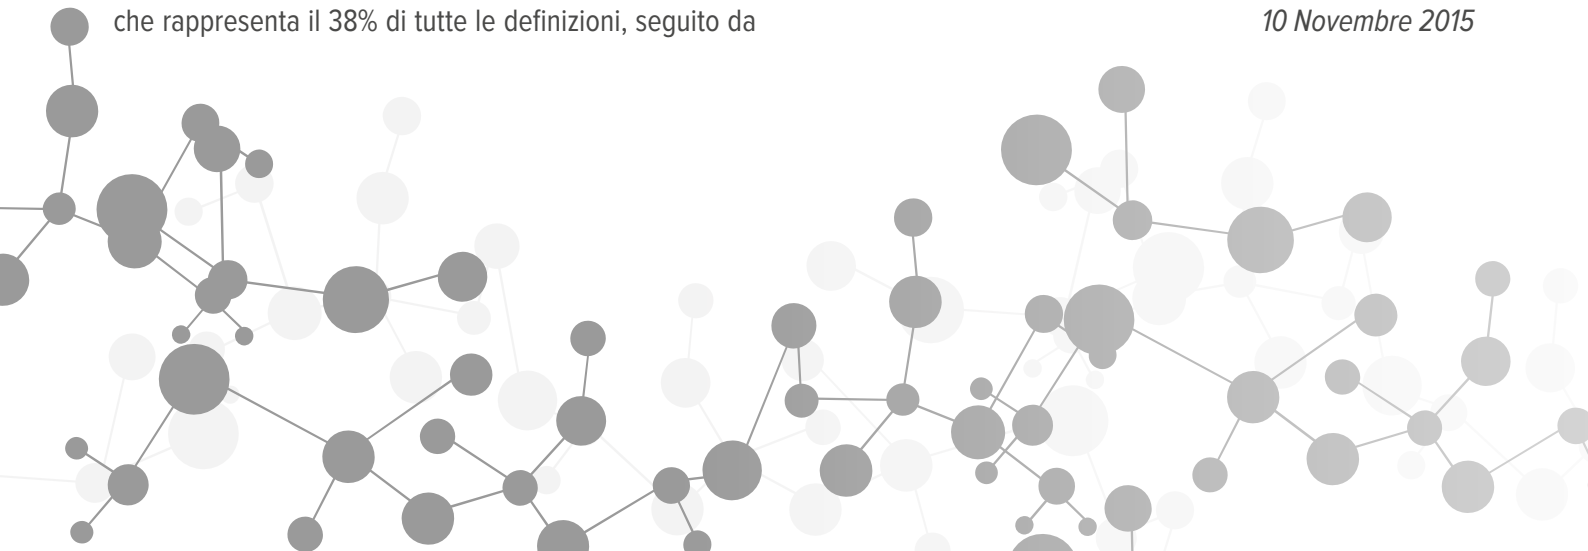 che rappresenta il 38% di tutte le definizioni, seguito da
10 Novembre 2015